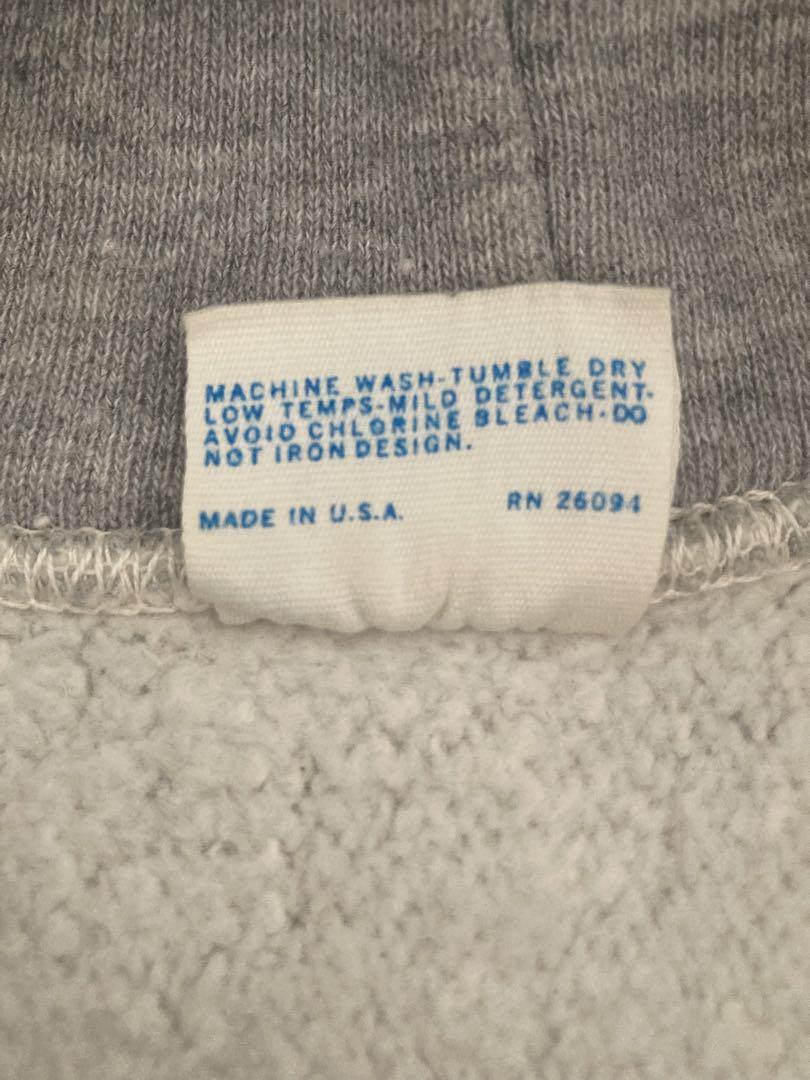 MACHINE WASH-TUMBLE DRY
LOW TEMPS-MILD DETERGENT-
AVOID CHLORINE BLEACH-DO
NOT IRON DESIGN.
MADE IN U.S.A. RN 26094